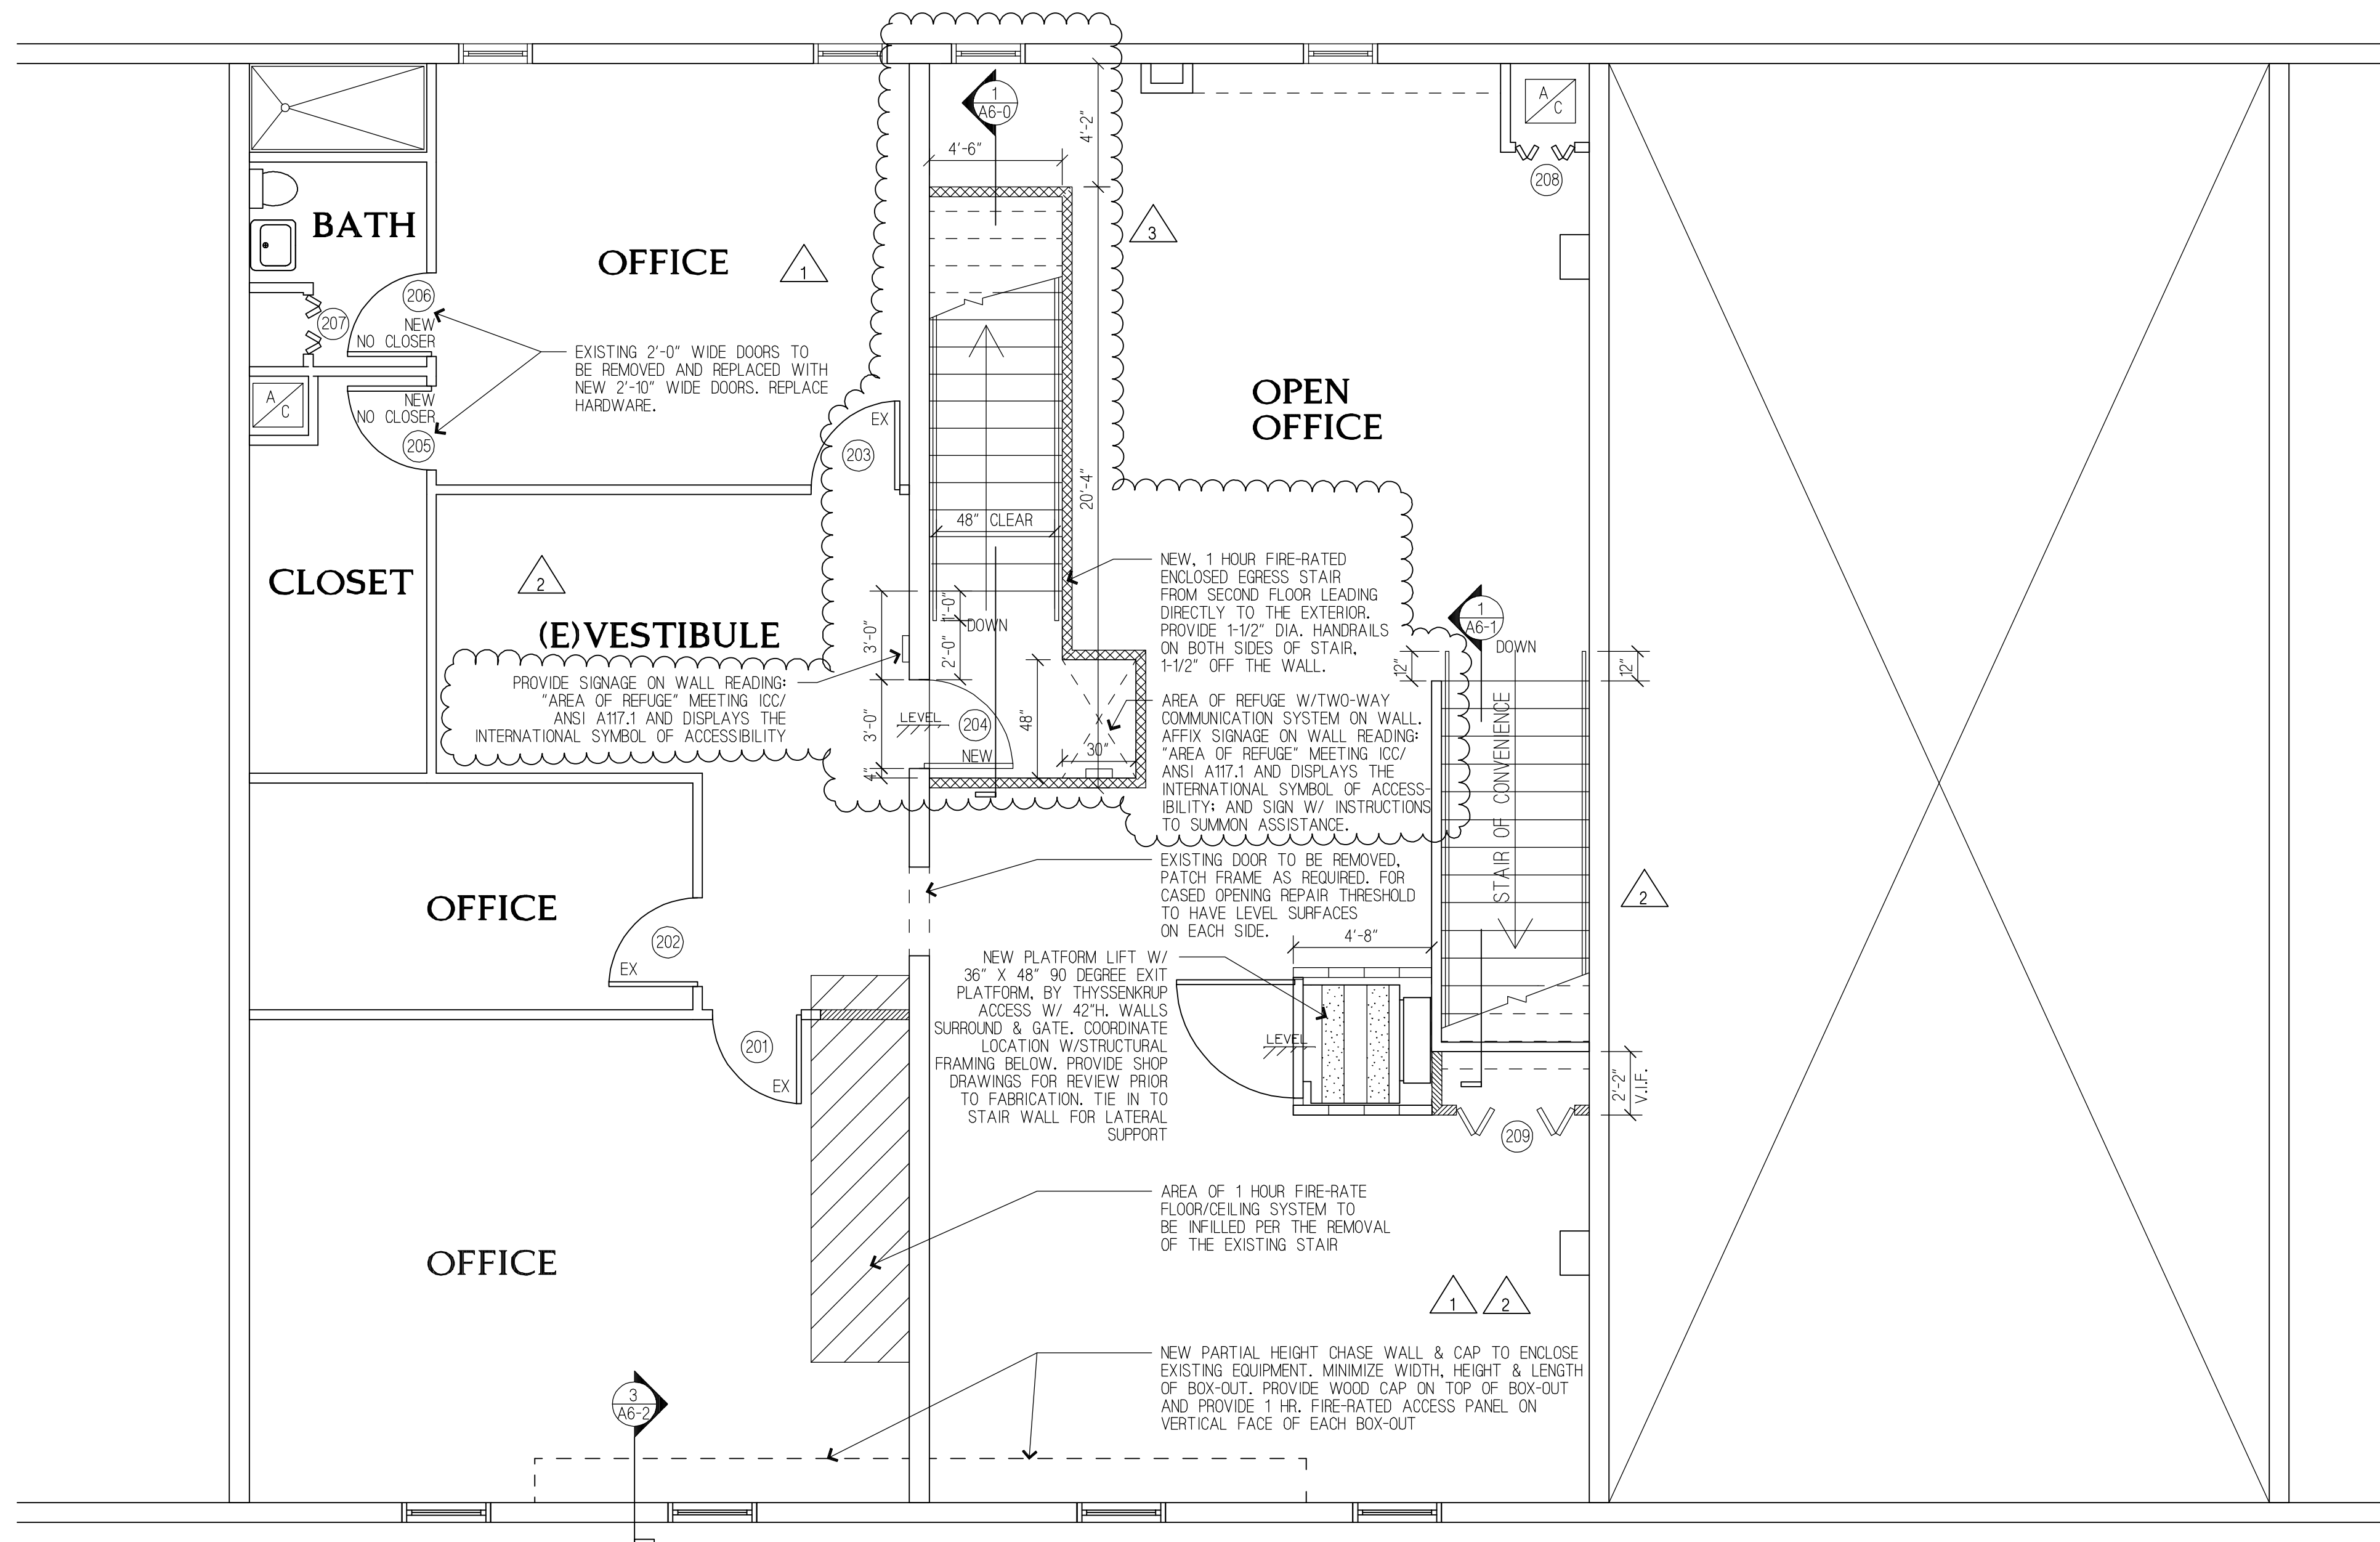 1
A6-0
4'-2"
4'-6"
A
C
208
3
BATH
OFFICE
1
206
NEW
NO CLOSER
207
EXISTING 2'-0" WIDE DOORS TO
BE REMOVED AND REPLACED WITH
NEW 2'-10" WIDE DOORS. REPLACE
HARDWARE.
A
C
NEW
NO CLOSER
205
EX
203
OPEN
OFFICE
20'-4"
48" CLEAR
CLOSET
2
(E)VESTIBULE
PROVIDE SIGNAGE ON WALL READING:
"AREA OF REFUGE" MEETING ICC/
ANSI A117.1 AND DISPLAYS THE
INTERNATIONAL SYMBOL OF ACCESSIBILITY
3'-0"
1'-0"
DOWN
2'-0"
3'-0"
LEVEL
204
NEW
48"
X
30"
4"
NEW, 1 HOUR FIRE-RATED
ENCLOSED EGRESS STAIR
FROM SECOND FLOOR LEADING
DIRECTLY TO THE EXTERIOR.
PROVIDE 1-1/2" DIA. HANDRAILS
ON BOTH SIDES OF STAIR,
1-1/2" OFF THE WALL.
AREA OF REFUGE W/TWO-WAY
COMMUNICATION SYSTEM ON WALL.
AFFIX SIGNAGE ON WALL READING:
"AREA OF REFUGE" MEETING ICC/
ANSI A117.1 AND DISPLAYS THE
INTERNATIONAL SYMBOL OF ACCESS-
IBILITY; AND SIGN W/ INSTRUCTIONS
TO SUMMON ASSISTANCE.
1
A6-1
DOWN
12"
12"
STAIR OF CONVENIENCE
2
EXISTING DOOR TO BE REMOVED,
PATCH FRAME AS REQUIRED. FOR
CASED OPENING REPAIR THRESHOLD
TO HAVE LEVEL SURFACES
ON EACH SIDE.
OFFICE
202
EX
201
EX
NEW PLATFORM LIFT W/
36" X 48" 90 DEGREE EXIT
PLATFORM, BY THYSSENKRUP
ACCESS W/ 42"H. WALLS
SURROUND & GATE. COORDINATE
LOCATION W/STRUCTURAL
FRAMING BELOW. PROVIDE SHOP
DRAWINGS FOR REVIEW PRIOR
TO FABRICATION. TIE IN TO
STAIR WALL FOR LATERAL
SUPPORT
4'-8"
LEVEL
2'-2"
V.I.F.
209
AREA OF 1 HOUR FIRE-RATE
FLOOR/CEILING SYSTEM TO
BE INFILLED PER THE REMOVAL
OF THE EXISTING STAIR
OFFICE
1
2
NEW PARTIAL HEIGHT CHASE WALL & CAP TO ENCLOSE
EXISTING EQUIPMENT. MINIMIZE WIDTH, HEIGHT & LENGTH
OF BOX-OUT. PROVIDE WOOD CAP ON TOP OF BOX-OUT
AND PROVIDE 1 HR. FIRE-RATED ACCESS PANEL ON
VERTICAL FACE OF EACH BOX-OUT
3
A6-2